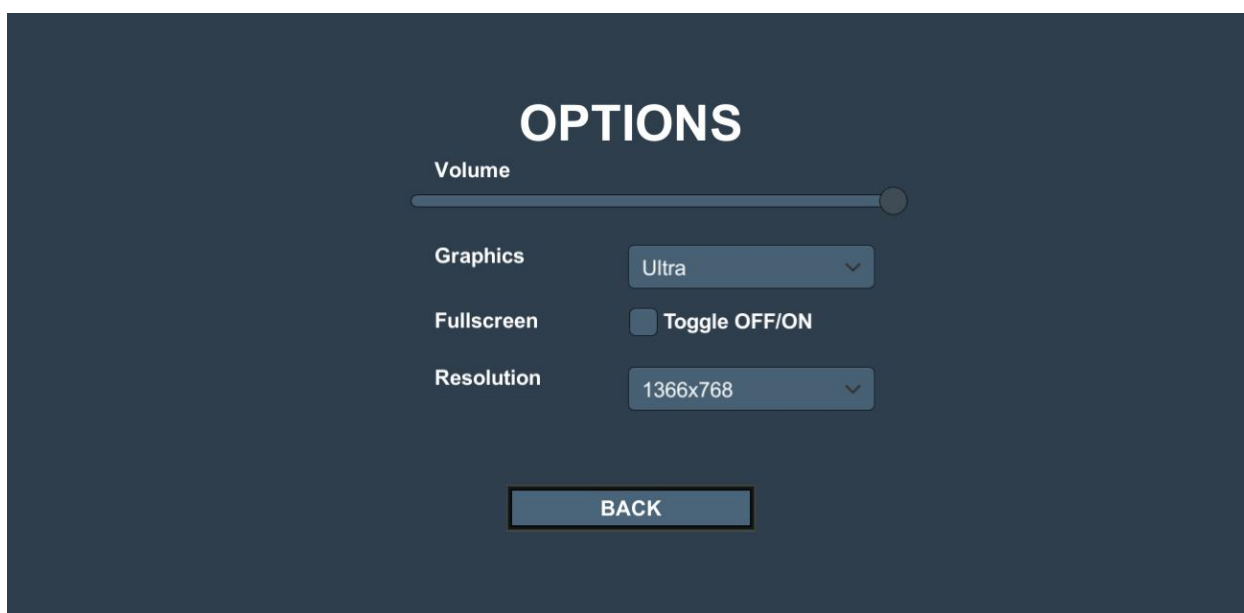 OPTIONS
Volume
Graphics
Ultra
Fullscreen
Toggle OFF/ON
Resolution
1366x768
BACK